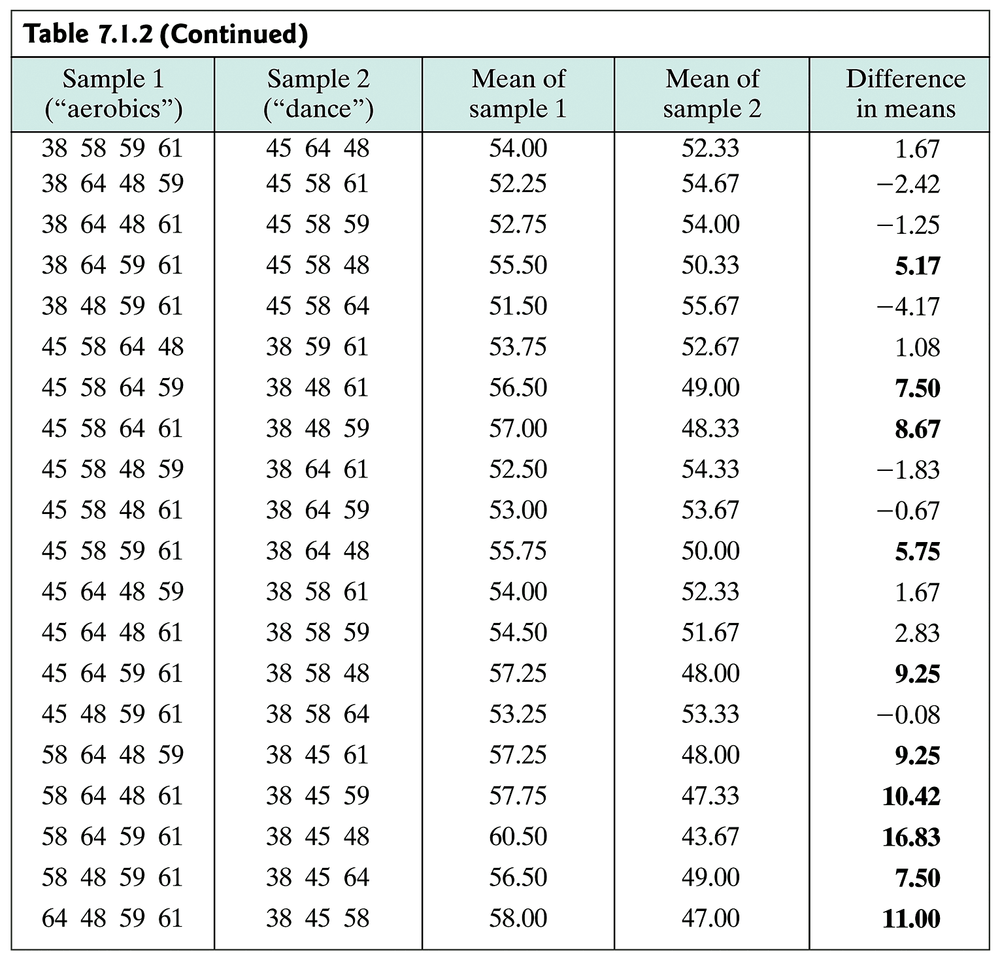 Table 7.1.2 (Continued)
Sample 1 Sample 2 Mean of Mean of Difference
(“aerobics”) (“dance”) sample 1 sample 2 in means
38 58 59 61 45 64 48 54.00 52.33 1.67
38 64 48 59 45 58 61 52.25 54.67 −2.42
38 64 48 61 45 58 59 52.75 54.00 −1.25
38 64 59 61 45 58 48 55.50 50.33 5.17
38 48 59 61 45 58 64 51.50 55.67 −4.17
45 58 64 48 38 59 61 53.75 52.67 1.08
45 58 64 59 38 48 61 56.50 49.00 7.50
45 58 64 61 38 48 59 57.00 48.33 8.67
45 58 48 59 38 64 61 52.50 54.33 −1.83
45 58 48 61 38 64 59 53.00 53.67 −0.67
45 58 59 61 38 64 48 55.75 50.00 5.75
45 64 48 59 38 58 61 54.00 52.33 1.67
45 64 48 61 38 58 59 54.50 51.67 2.83
45 64 59 61 38 58 48 57.25 48.00 9.25
45 48 59 61 38 58 64 53.25 53.33 −0.08
58 64 48 59 38 45 61 57.25 48.00 9.25
58 64 48 61 38 45 59 57.75 47.33 10.42
58 64 59 61 38 45 48 60.50 43.67 16.83
58 48 59 61 38 45 64 56.50 49.00 7.50
64 48 59 61 38 45 58 58.00 47.00 11.00